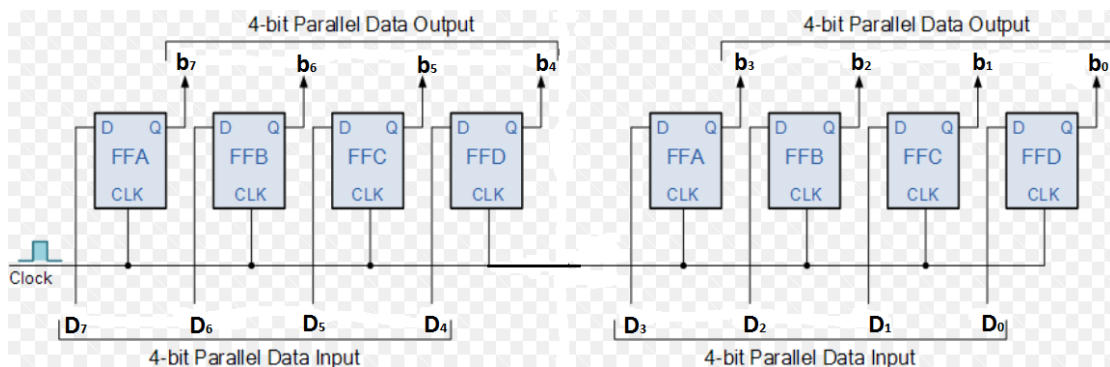 4-bit Parallel Data Output 4-bit Parallel Data Output
b7 b6 b5 b4 b3 b2 b1 b0
D Q D Q D Q D Q D Q D Q D Q D Q
FFA FFB FFC FFD FFA FFB FFC FFD
CLK CLK CLK CLK CLK CLK CLK CLK
Clock
D7 D6 D5 D4 D3 D2 D1 D0
4-bit Parallel Data Input 4-bit Parallel Data Input